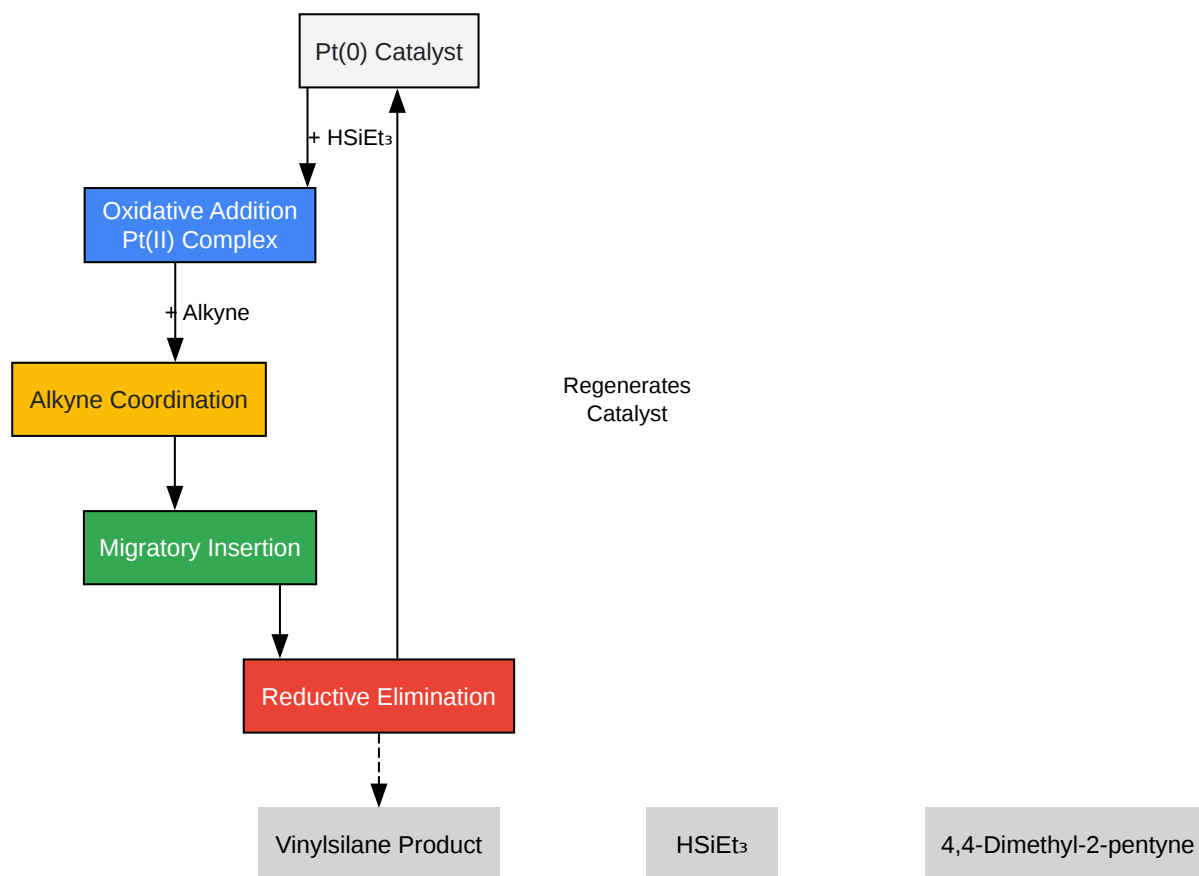 Pt(0) Catalyst
+ HSiEt₃
Oxidative Addition
Pt(II) Complex
+ Alkyne
Alkyne Coordination
Regenerates
Catalyst
Migratory Insertion
Reductive Elimination
Vinylsilane Product
HSiEt₃
4,4-Dimethyl-2-pentyne